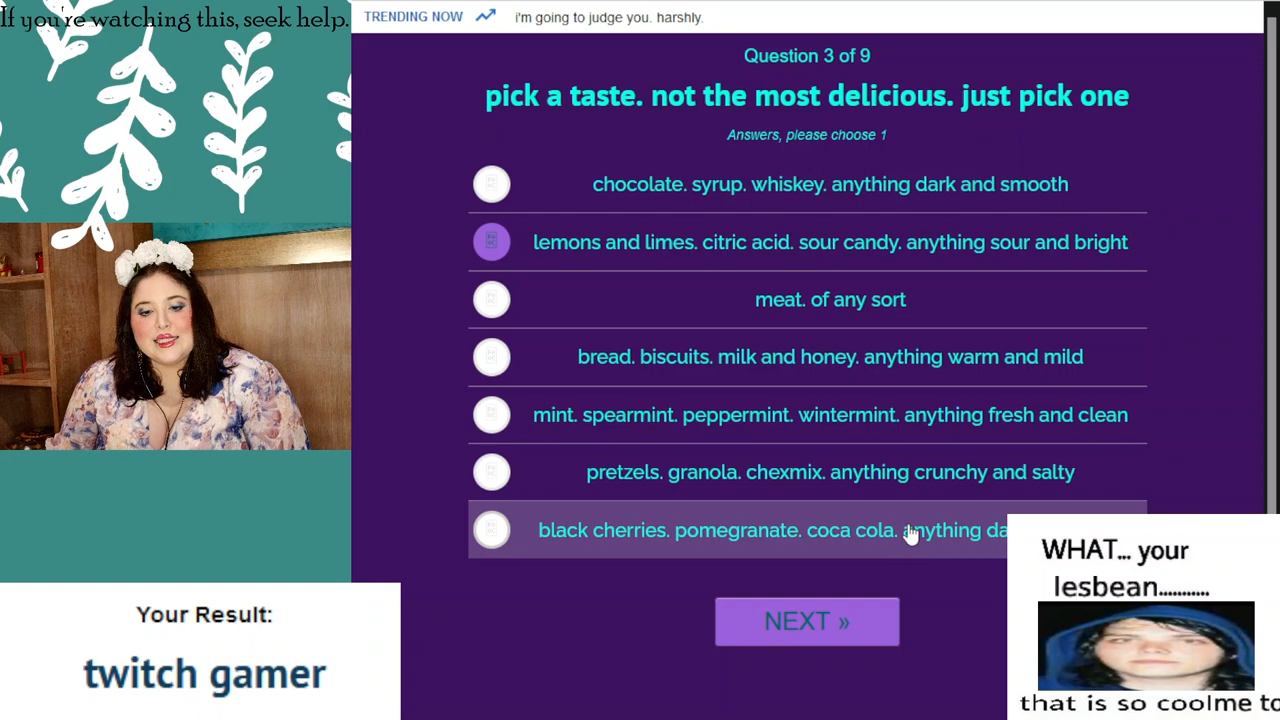 If you're watching this, seek help.
TRENDING NOW i'm going to judge you. harshly.
Question 3 of 9
pick a taste. not the most delicious. just pick one
Answers, please choose 1
chocolate. syrup. whiskey. anything dark and smooth
lemons and limes. citric acid. sour candy. anything sour and bright
meat. of any sort
bread. biscuits. milk and honey. anything warm and mild
mint. spearmint. peppermint. wintermint. anything fresh and clean
pretzels. granola. chexmix. anything crunchy and salty
black cherries. pomegranate. coca cola. anything da
NEXT »
Your Result:
twitch gamer
WHAT... your
lesbean...........
that is so coolme to